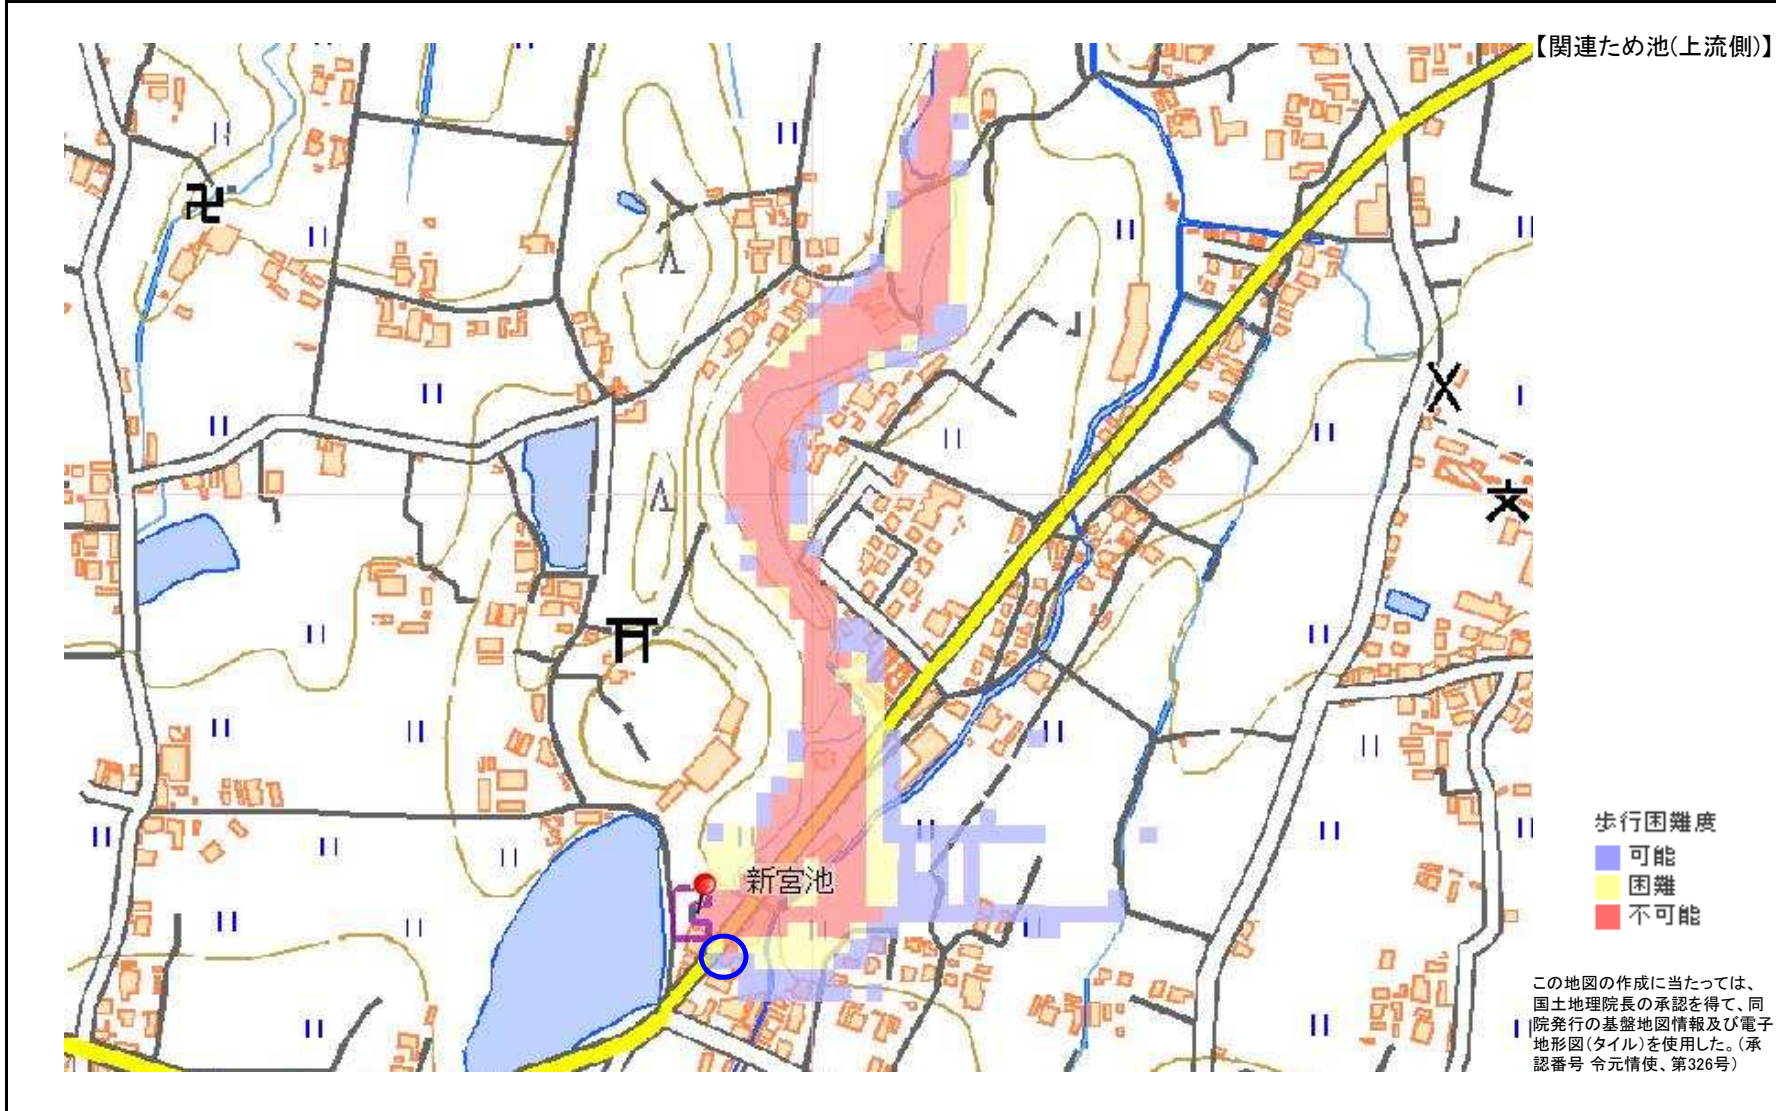 【関連ため池(上流側)】
新宮池
歩行困難度
可能
困難
不可能
この地図の作成に当たっては、
国土地理院長の承認を得て、同
院発行の基盤地図情報及び電子
地形図(タイル)を使用した。(承
認番号 令元情使、第326号)